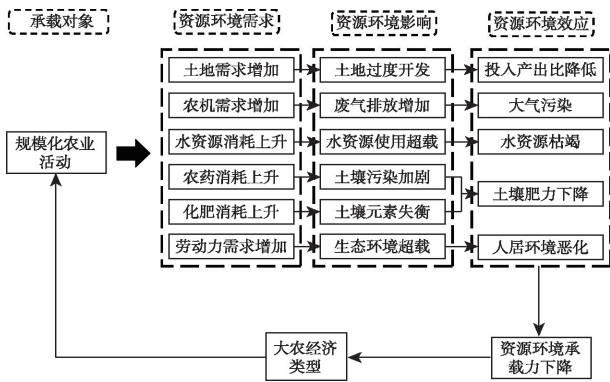 承载对象 资源环境需求 资源环境影响 资源环境效应
土地需求增加 土地过度开发 投入产出比降低
农机需求增加 废气排放增加 大气污染
规模化农业
活动
水资源消耗上升 水资源使用超载 水资源枯竭
农药消耗上升 土壤污染加剧
土壤肥力下降
化肥消耗上升 土壤元素失衡
劳动力需求增加 生态环境超载 人居环境恶化
大农经济
类型
资源环境承
载力下降